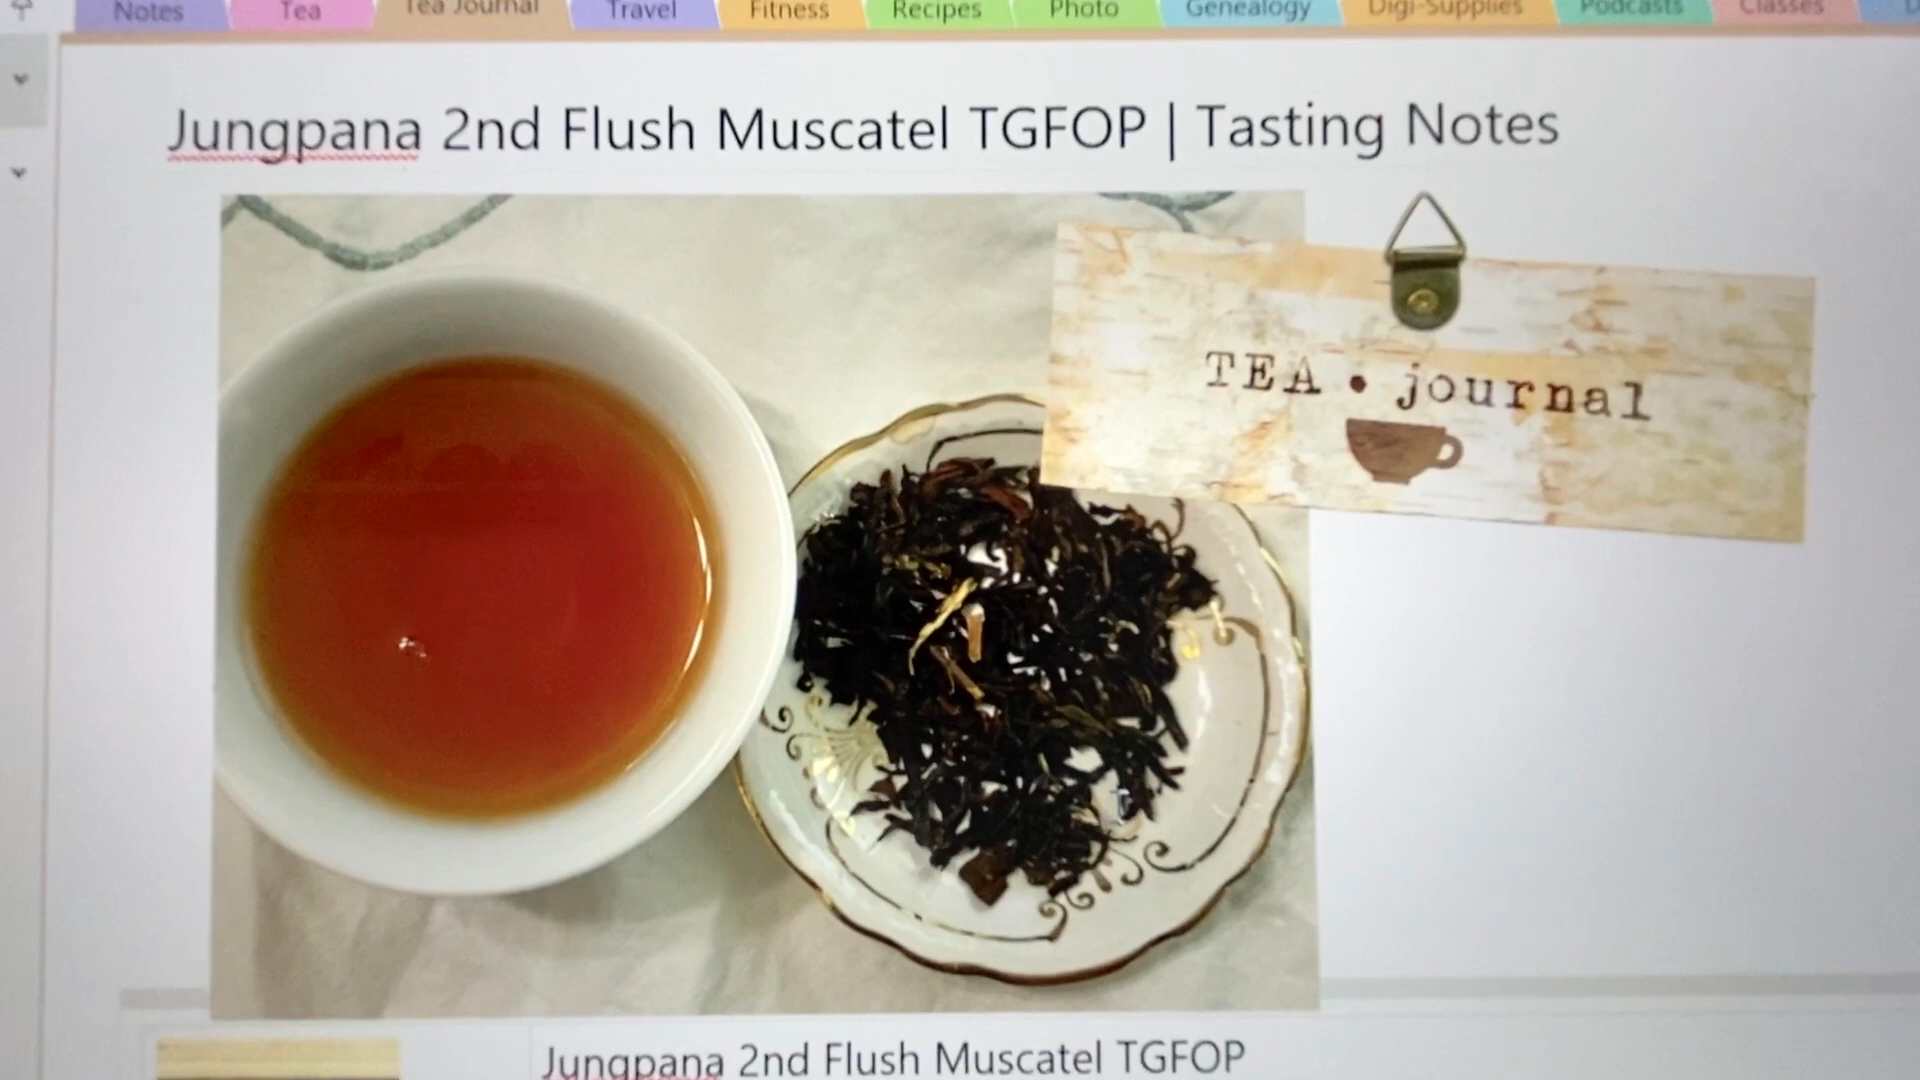 Notes Tea Tea Journal Travel Fitness Recipes Photo Genealogy Digi-Supplies Podcasts Classes
Jungpana 2nd Flush Muscatel TGFOP | Tasting Notes
TEA • journal
Jungpana 2nd Flush Muscatel TGFOP